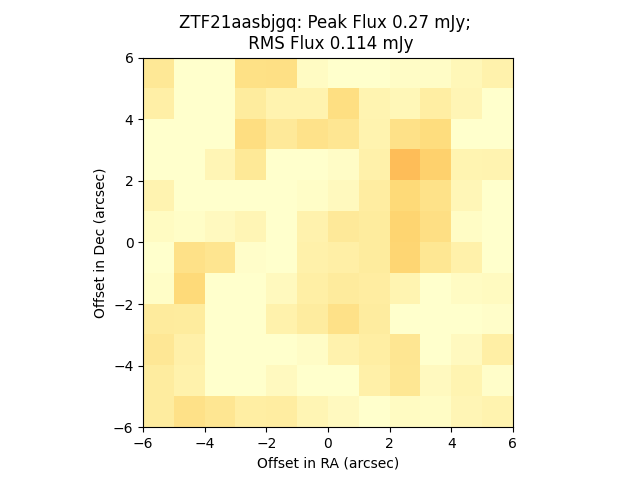 ZTF21aasbjgq: Peak Flux 0.27 mJy;
RMS Flux 0.114 mJy
6
4
2
0
−2
−4
−6
Offset in Dec (arcsec)
−6 −4 −2 0 2 4 6
Offset in RA (arcsec)